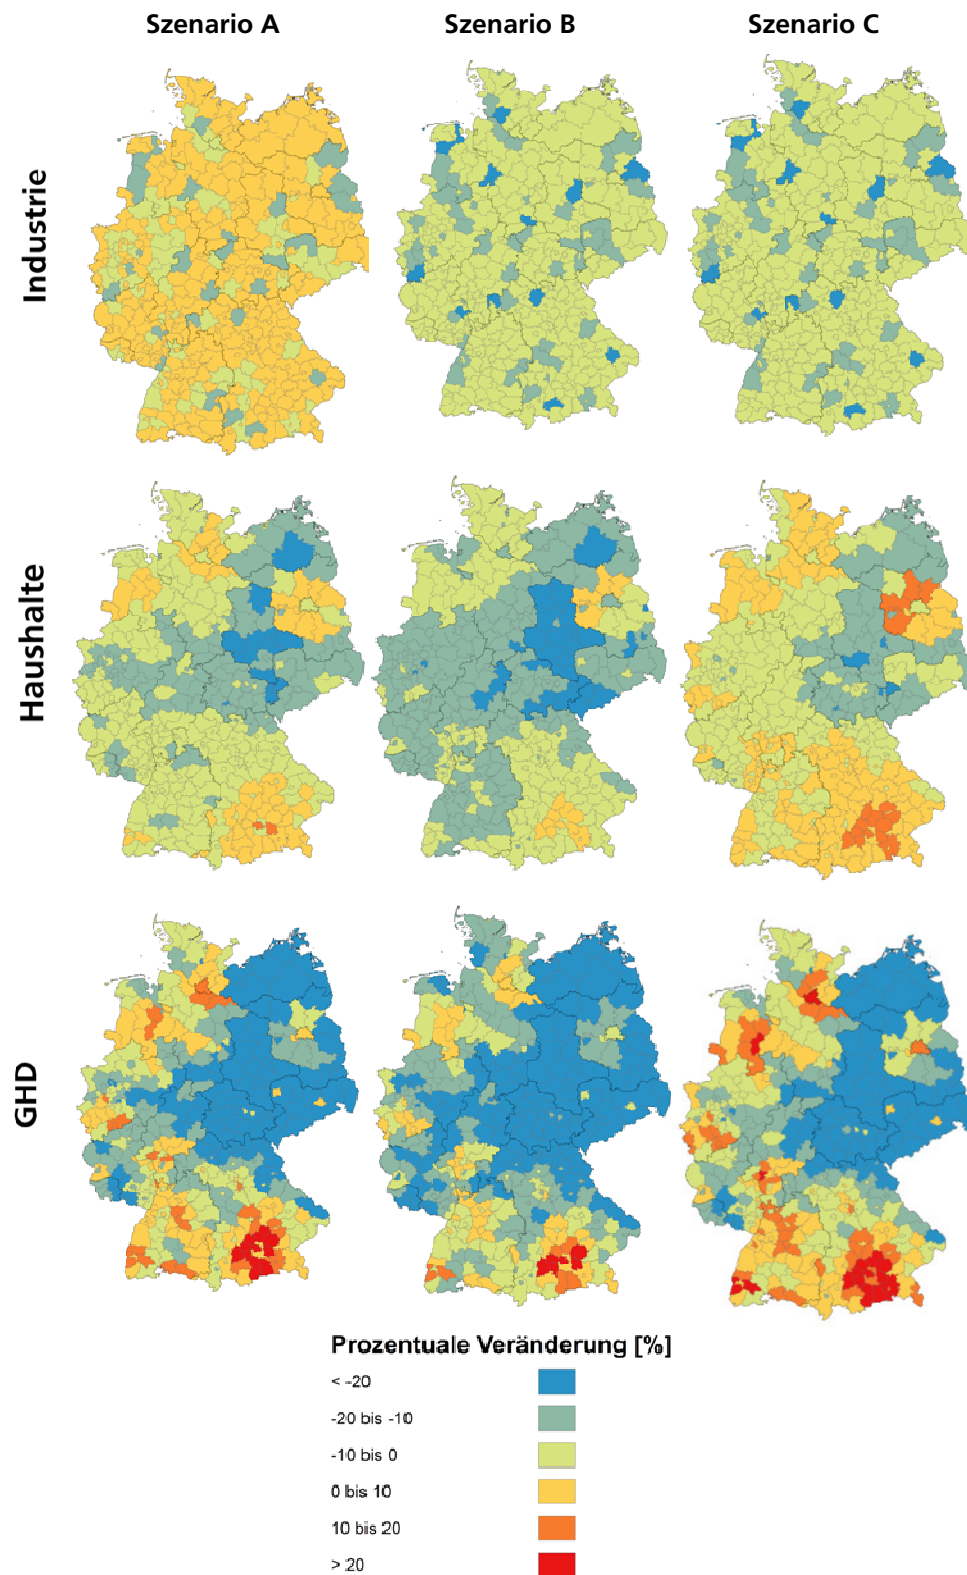 Szenario A
Szenario B
Szenario C
Industrie
Haushalte
GHD
Prozentuale Veränderung [%]
< -20
-20 bis -10
-10 bis 0
0 bis 10
10 bis 20
> 20